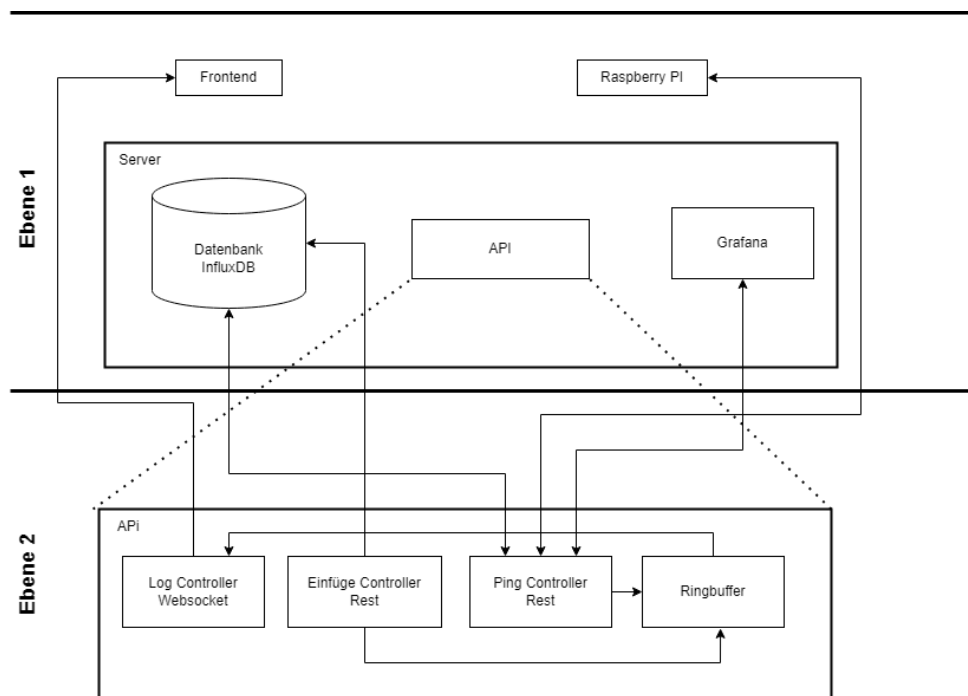 Ebene 1
Frontend
Raspberry PI
Server
Datenbank
InfluxDB
API
Grafana
Ebene 2
APi
Log Controller
Websocket
Einfüge Controller
Rest
Ping Controller
Rest
Ringbuffer